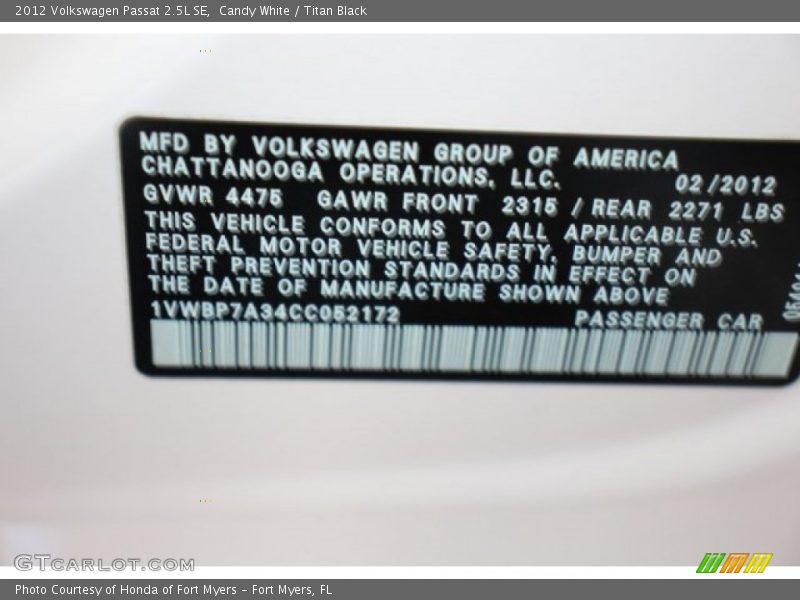 2012 Volkswagen Passat 2.5L SE,  Candy White / Titan Black
MFD BY VOLKSWAGEN GROUP OF AMERICA
CHATTANOOGA OPERATIONS, LLC. 02/2012
GVWR 4475 GAWR FRONT 2315 / REAR 2271 LBS
THIS VEHICLE CONFORMS TO ALL APPLICABLE U.S.
FEDERAL MOTOR VEHICLE SAFETY, BUMPER AND
THEFT PREVENTION STANDARDS IN EFFECT ON
THE DATE OF MANUFACTURE SHOWN ABOVE
1VWBP7A34CC052172 PASSENGER CAR
GTCARLOT.COM
Photo Courtesy of Honda of Fort Myers – Fort Myers, FL